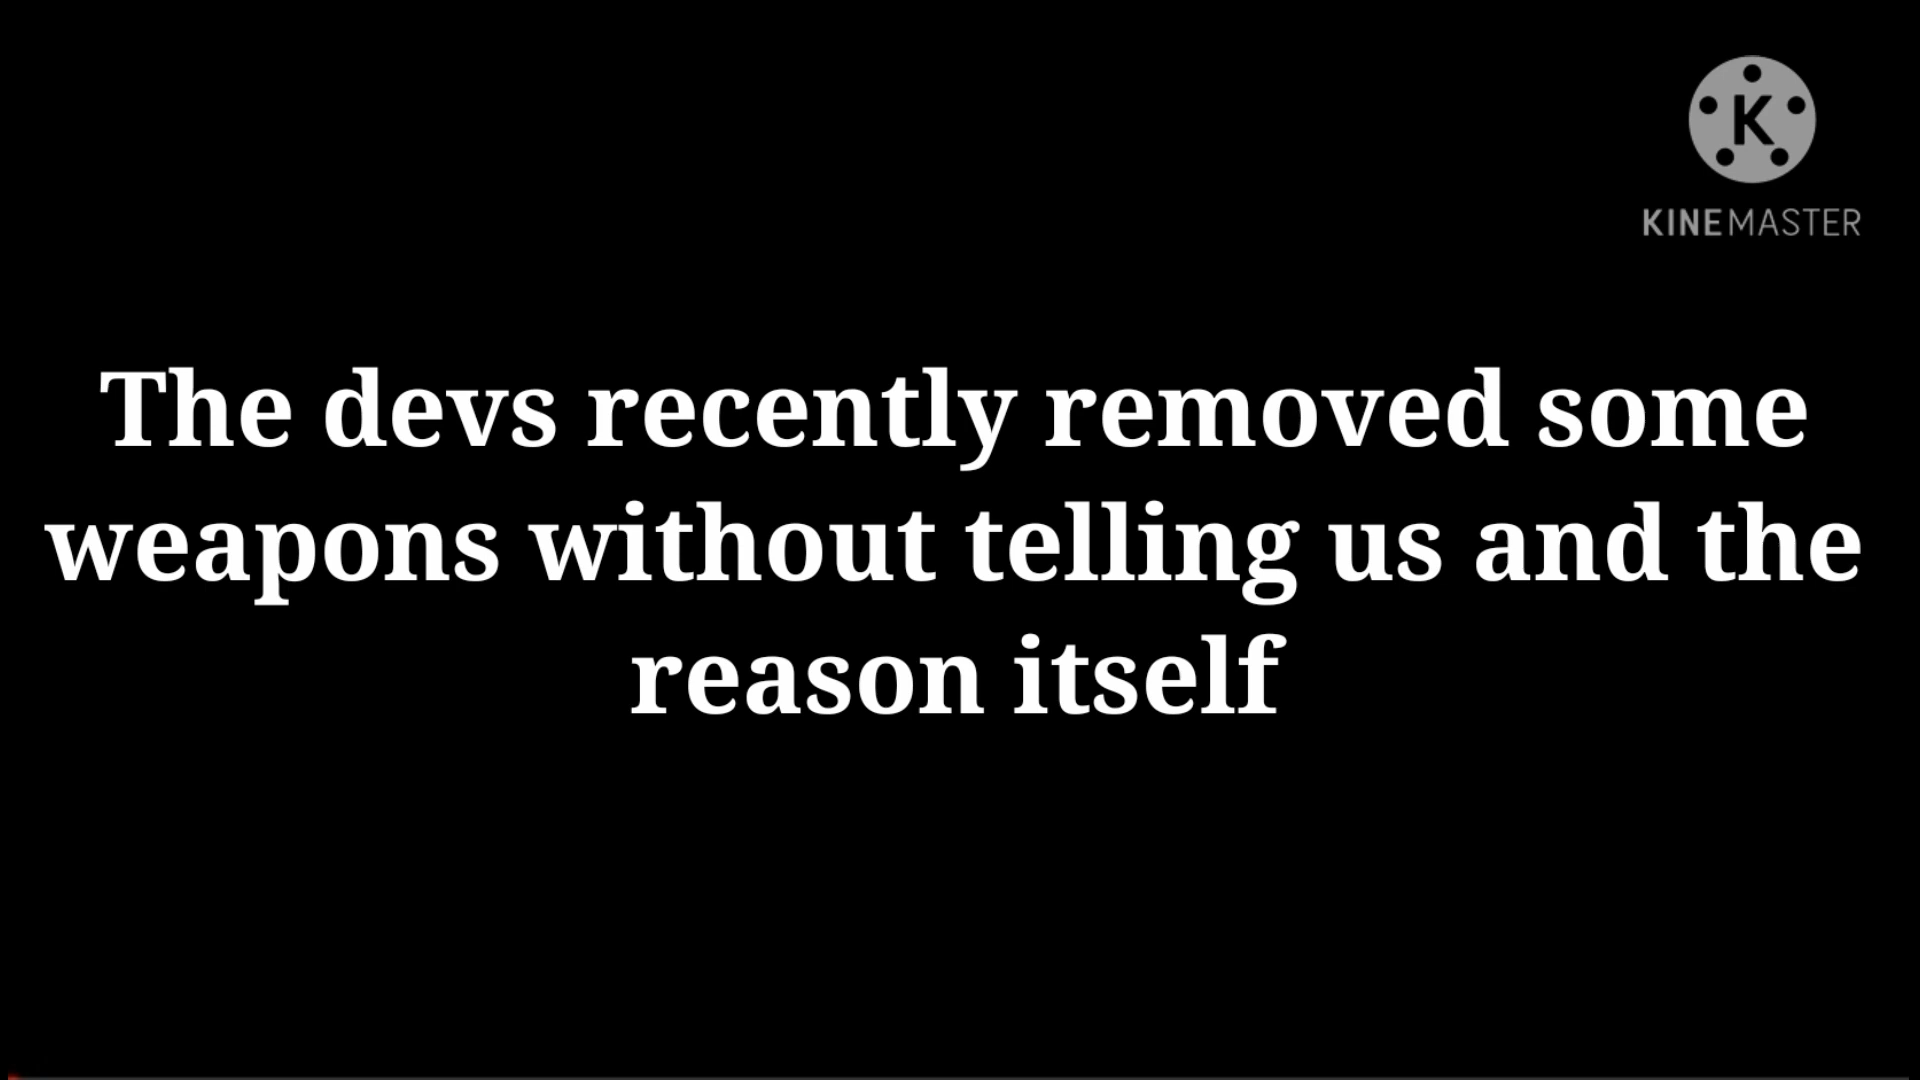 K
KINEMASTER
The devs recently removed some
weapons without telling us and the
reason itself